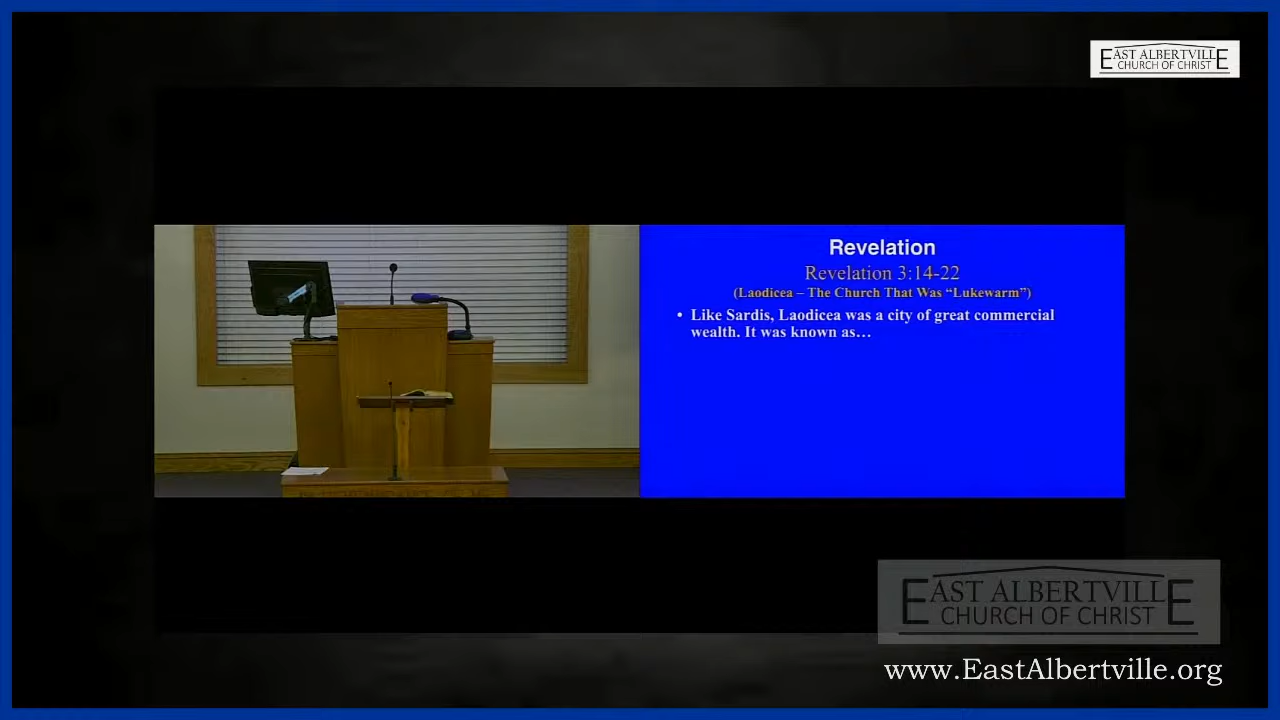 EAST ALBERTVILLE
CHURCH OF CHRIST
Revelation
Revelation 3:14-22
(Laodicea – The Church That Was “Lukewarm”)
• Like Sardis, Laodicea was a city of great commercial
wealth. It was known as…
EAST ALBERTVILLE
CHURCH OF CHRIST
www.EastAlbertville.org